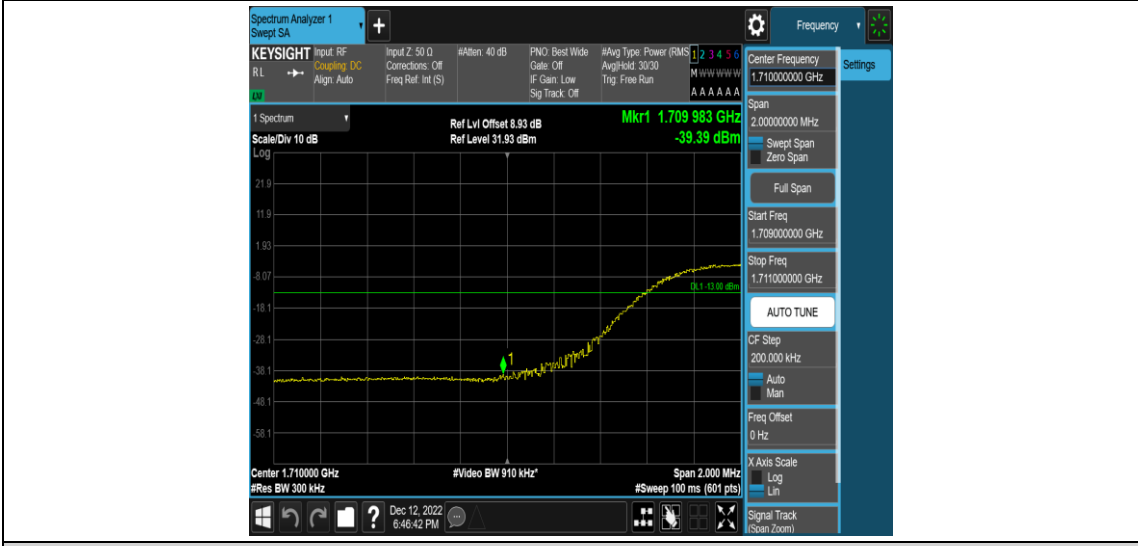 Spectrum Analyzer 1
Swept SA
Frequency
KEYSIGHT
R L
Input: RF
Coupling: DC
Align: Auto
Input Z: 50 Ω
Corrections: Off
Freq Ref: Int (S)
#Atten: 40 dB
PNO: Best Wide
Gate: Off
IF Gain: Low
Sig Track: Off
#Avg Type: Power (RMS
Avg|Hold: 30/30
Trig: Free Run
1 2 3 4 5 6
M W W W W W
A A A A A A
1 Spectrum
Scale/Div 10 dB
Log
Ref Lvl Offset 8.93 dB
Ref Level 31.93 dBm
Mkr1 1.709 983 GHz
-39.39 dBm
21.9
11.9
1.93
-8.07
-18.1
-28.1
-38.1
-48.1
-58.1
DL1 -13.00 dBm
1
Center 1.710000 GHz
#Res BW 300 kHz
#Video BW 910 kHz*
Span 2.000 MHz
#Sweep 100 ms (601 pts)
Dec 12, 2022
6:46:42 PM
Center Frequency
1.710000000 GHz
Settings
Span
2.00000000 MHz
Swept Span
Zero Span
Full Span
Start Freq
1.709000000 GHz
Stop Freq
1.711000000 GHz
AUTO TUNE
CF Step
200.000 kHz
Auto
Man
Freq Offset
0 Hz
X Axis Scale
Log
Lin
Signal Track
(Span Zoom)